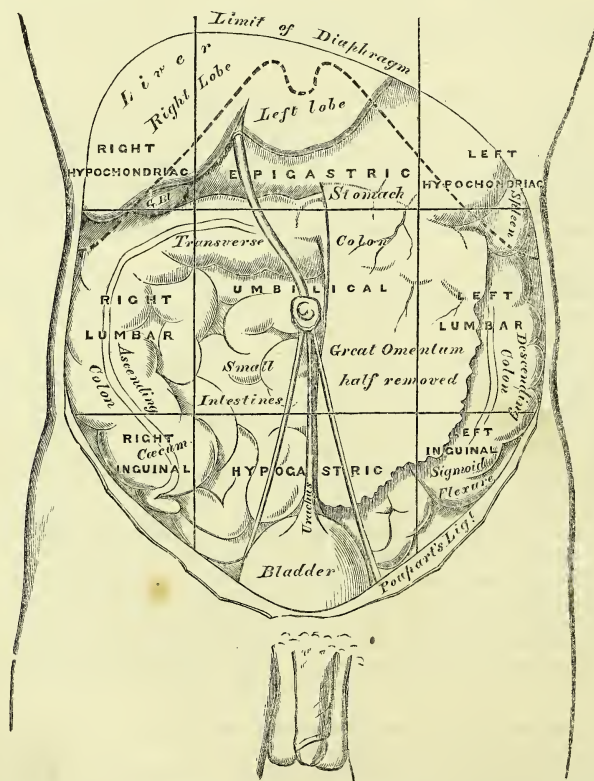 Limit of Diaphragm
Liver
Right Lobe
Left lobe
RIGHT
HYPOCHONDRIAC
EPIGASTRIC
LEFT
HYPOCHONDRIAC
Stomach
G. Bl.
Spleen
Transverse
Colon
UMBILICAL
RIGHT
LUMBAR
LEFT
LUMBAR
Ascending
Colon
Small
Intestines
Great Omentum
half removed
Descending
Colon
RIGHT
INGUINAL
Cæcum
HYPOGASTRIC
LEFT
INGUINAL
Sigmoid
Flexure
Urachus
Bladder
Poupart's Ligt